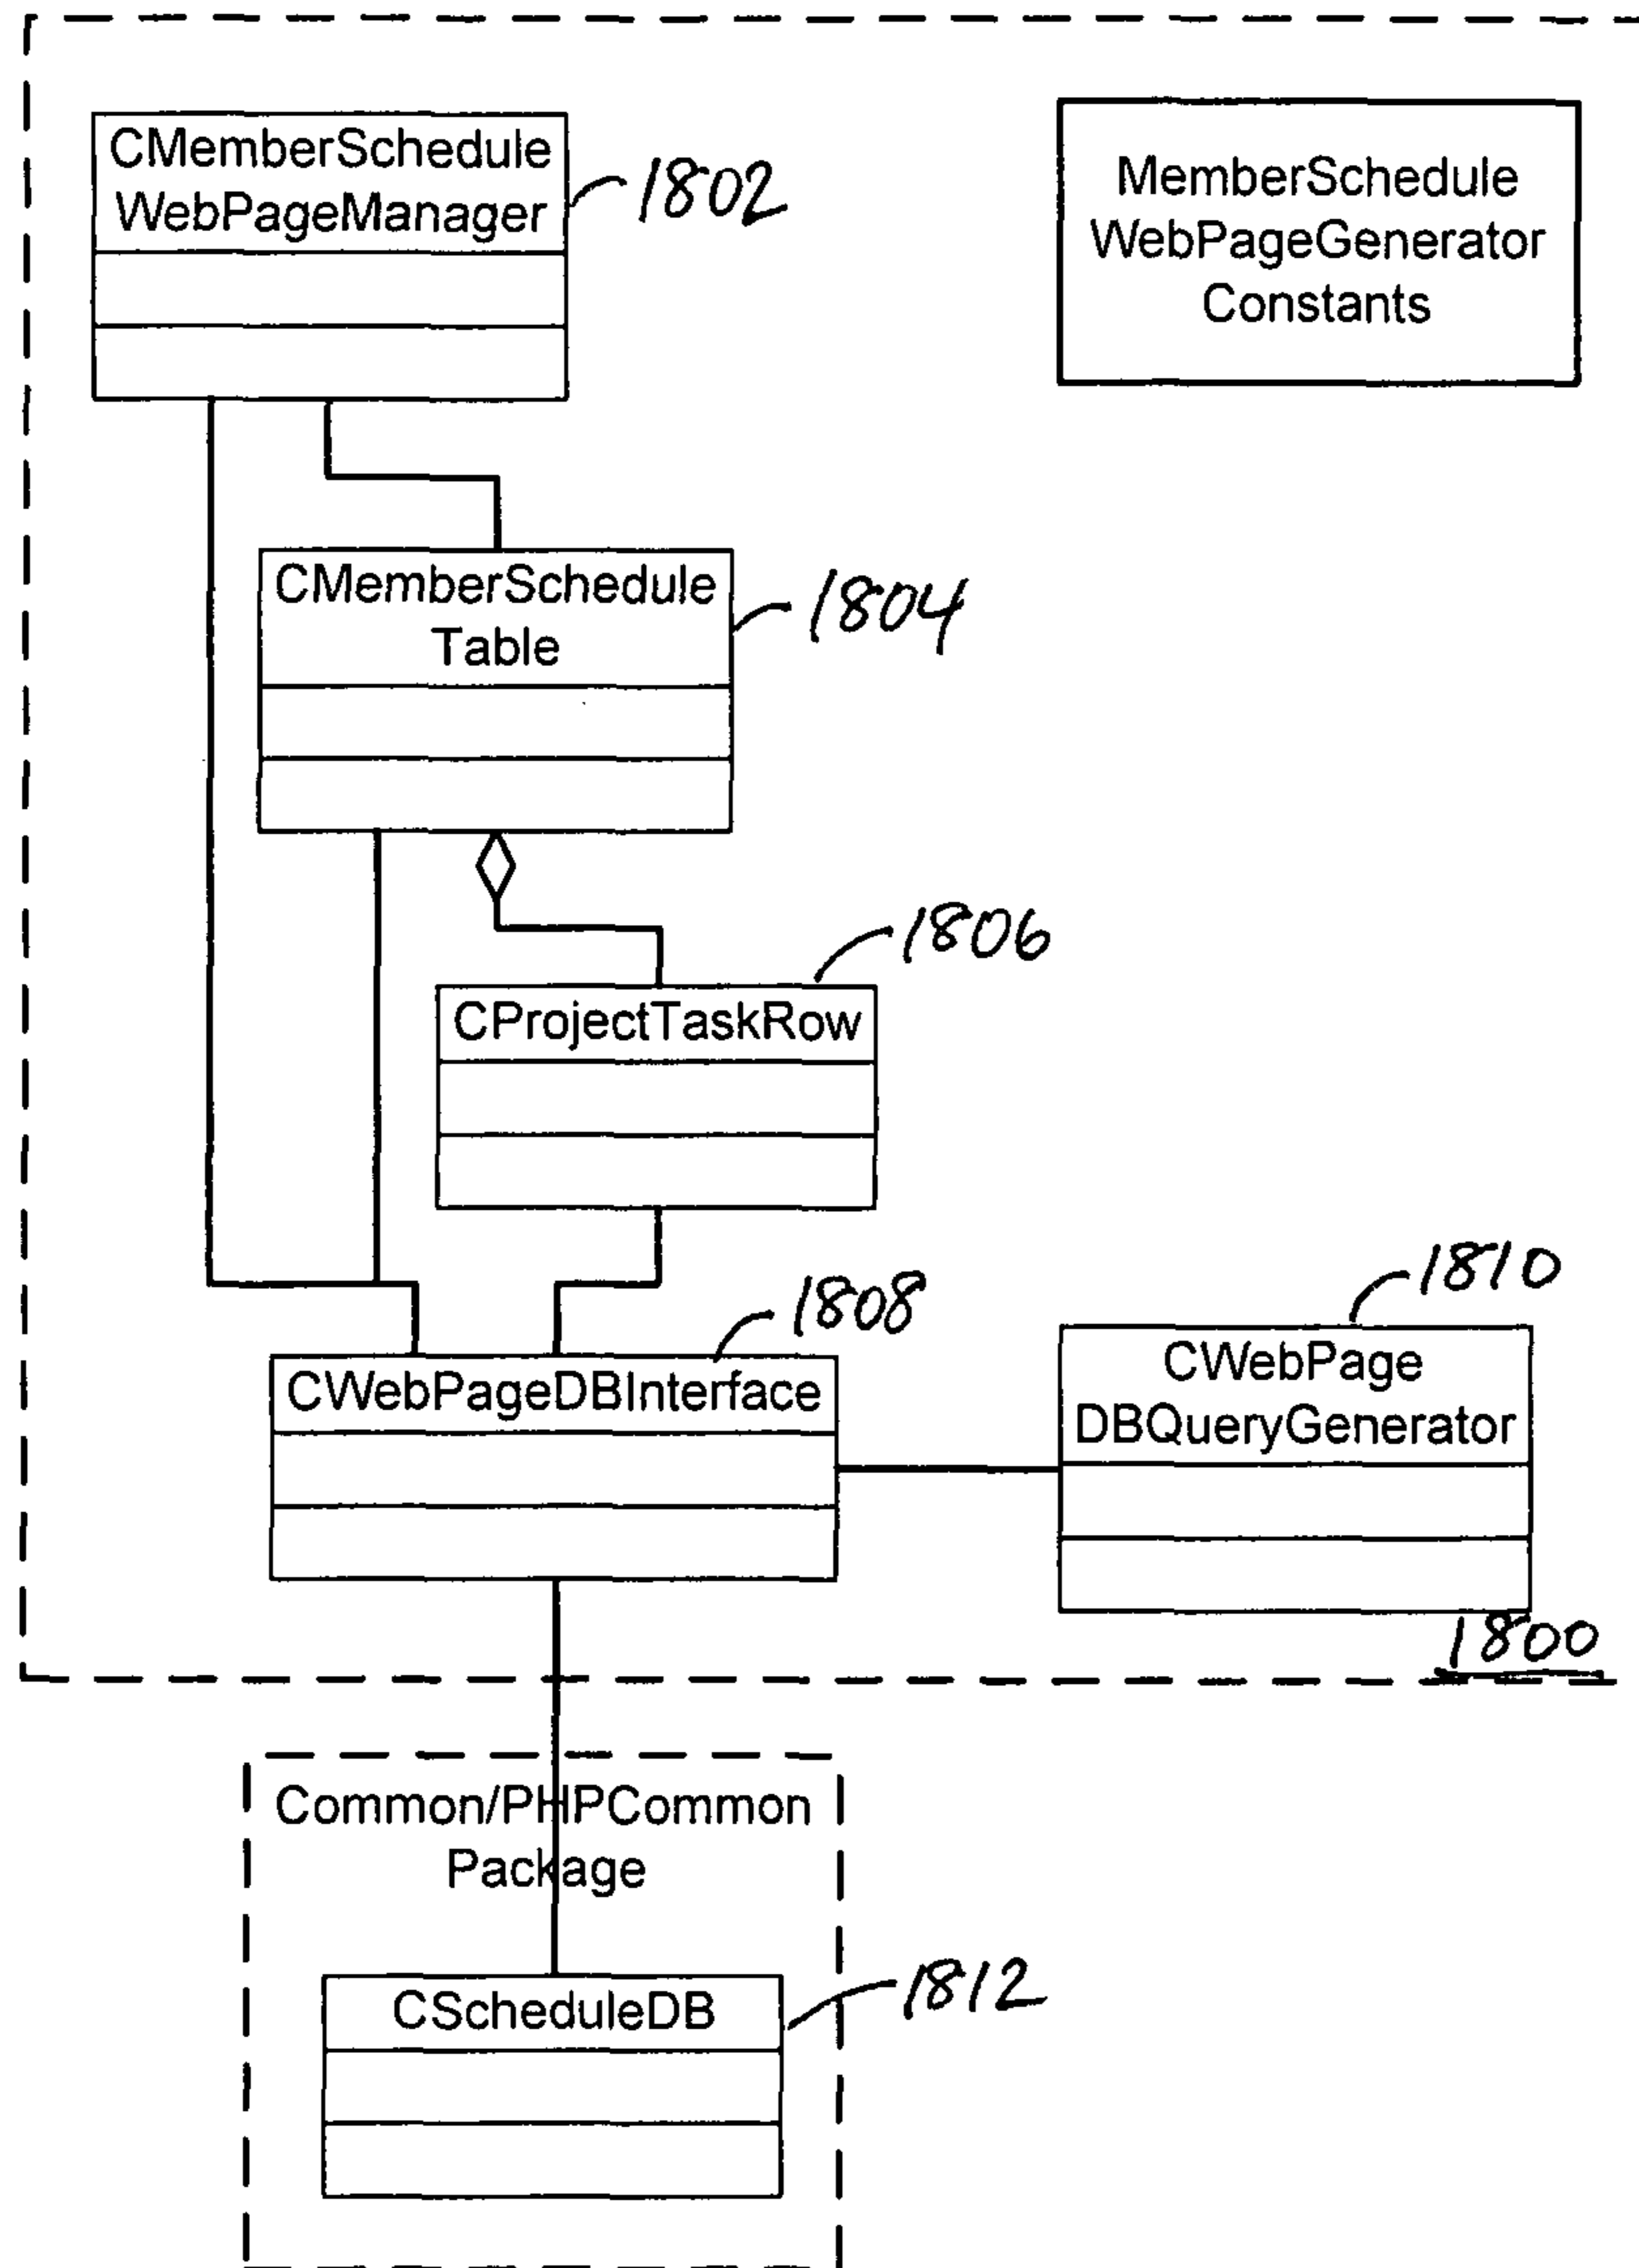 CMemberSchedule
WebPageManager
1802
MemberSchedule
WebPageGenerator
Constants
CMemberSchedule
Table
1804
1806
CProjectTaskRow
1808
CWebPageDBInterface
1810
CWebPage
DBQueryGenerator
1800
Common/PHPCommon
Package
CScheduleDB
1812